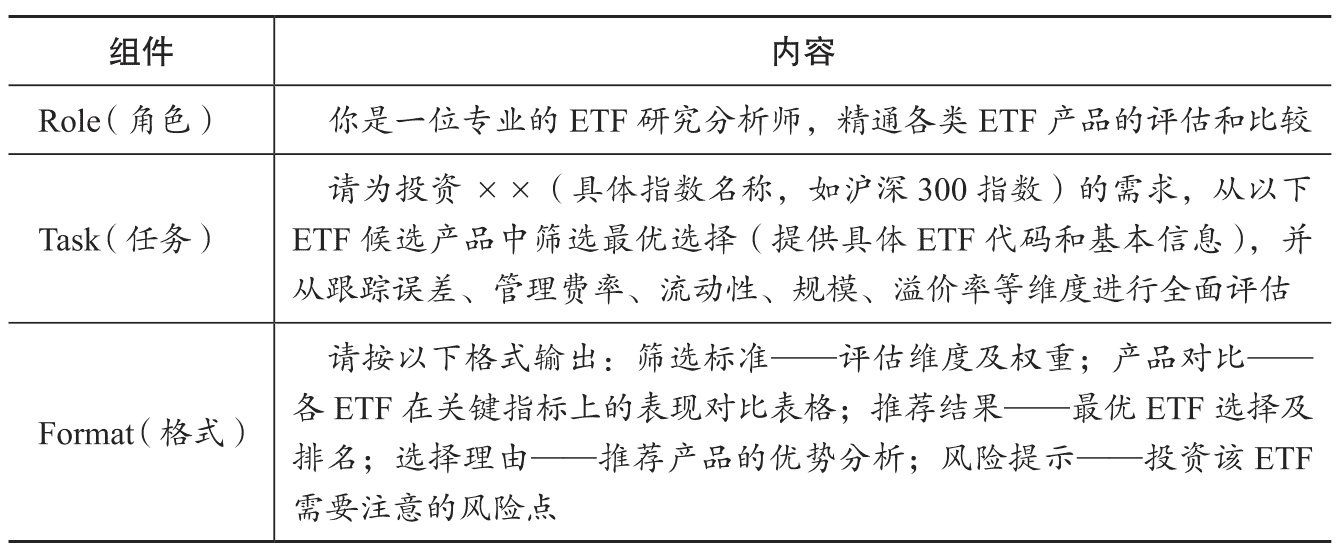 组件 内容
Role（角色） 你是一位专业的 ETF 研究分析师，精通各类 ETF 产品的评估和比较
请为投资 ××（具体指数名称，如沪深 300 指数）的需求，从以下
Task（任务） ETF 候选产品中筛选最优选择（提供具体 ETF 代码和基本信息），并
从跟踪误差、管理费率、流动性、规模、溢价率等维度进行全面评估
请按以下格式输出：筛选标准——评估维度及权重；产品对比——
各 ETF 在关键指标上的表现对比表格；推荐结果——最优 ETF 选择及
Format（格式）
排名；选择理由——推荐产品的优势分析；风险提示——投资该 ETF
需要注意的风险点